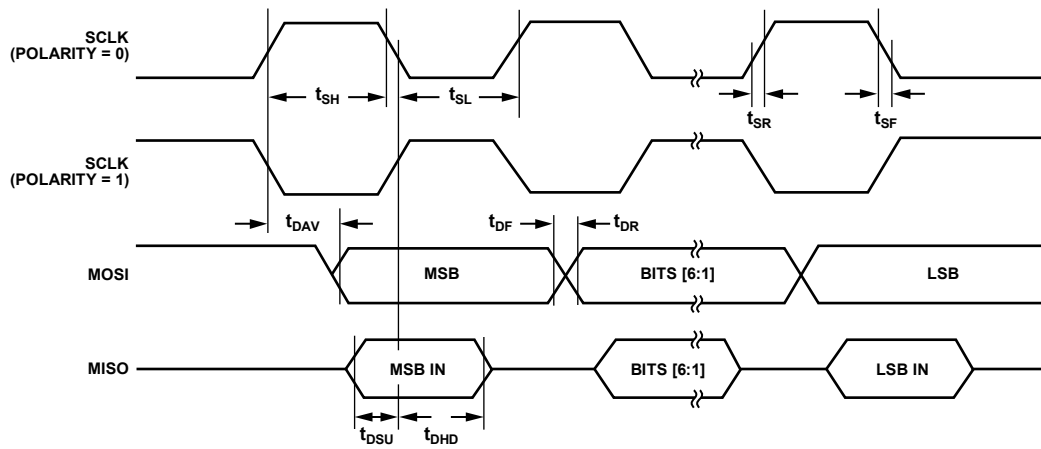 SCLK
(POLARITY = 0)
tSH
tSL
tSR
tSF
SCLK
(POLARITY = 1)
tDAV
tDF
tDR
MOSI
MSB
BITS [6:1]
LSB
MISO
MSB IN
BITS [6:1]
LSB IN
tDSU
tDHD